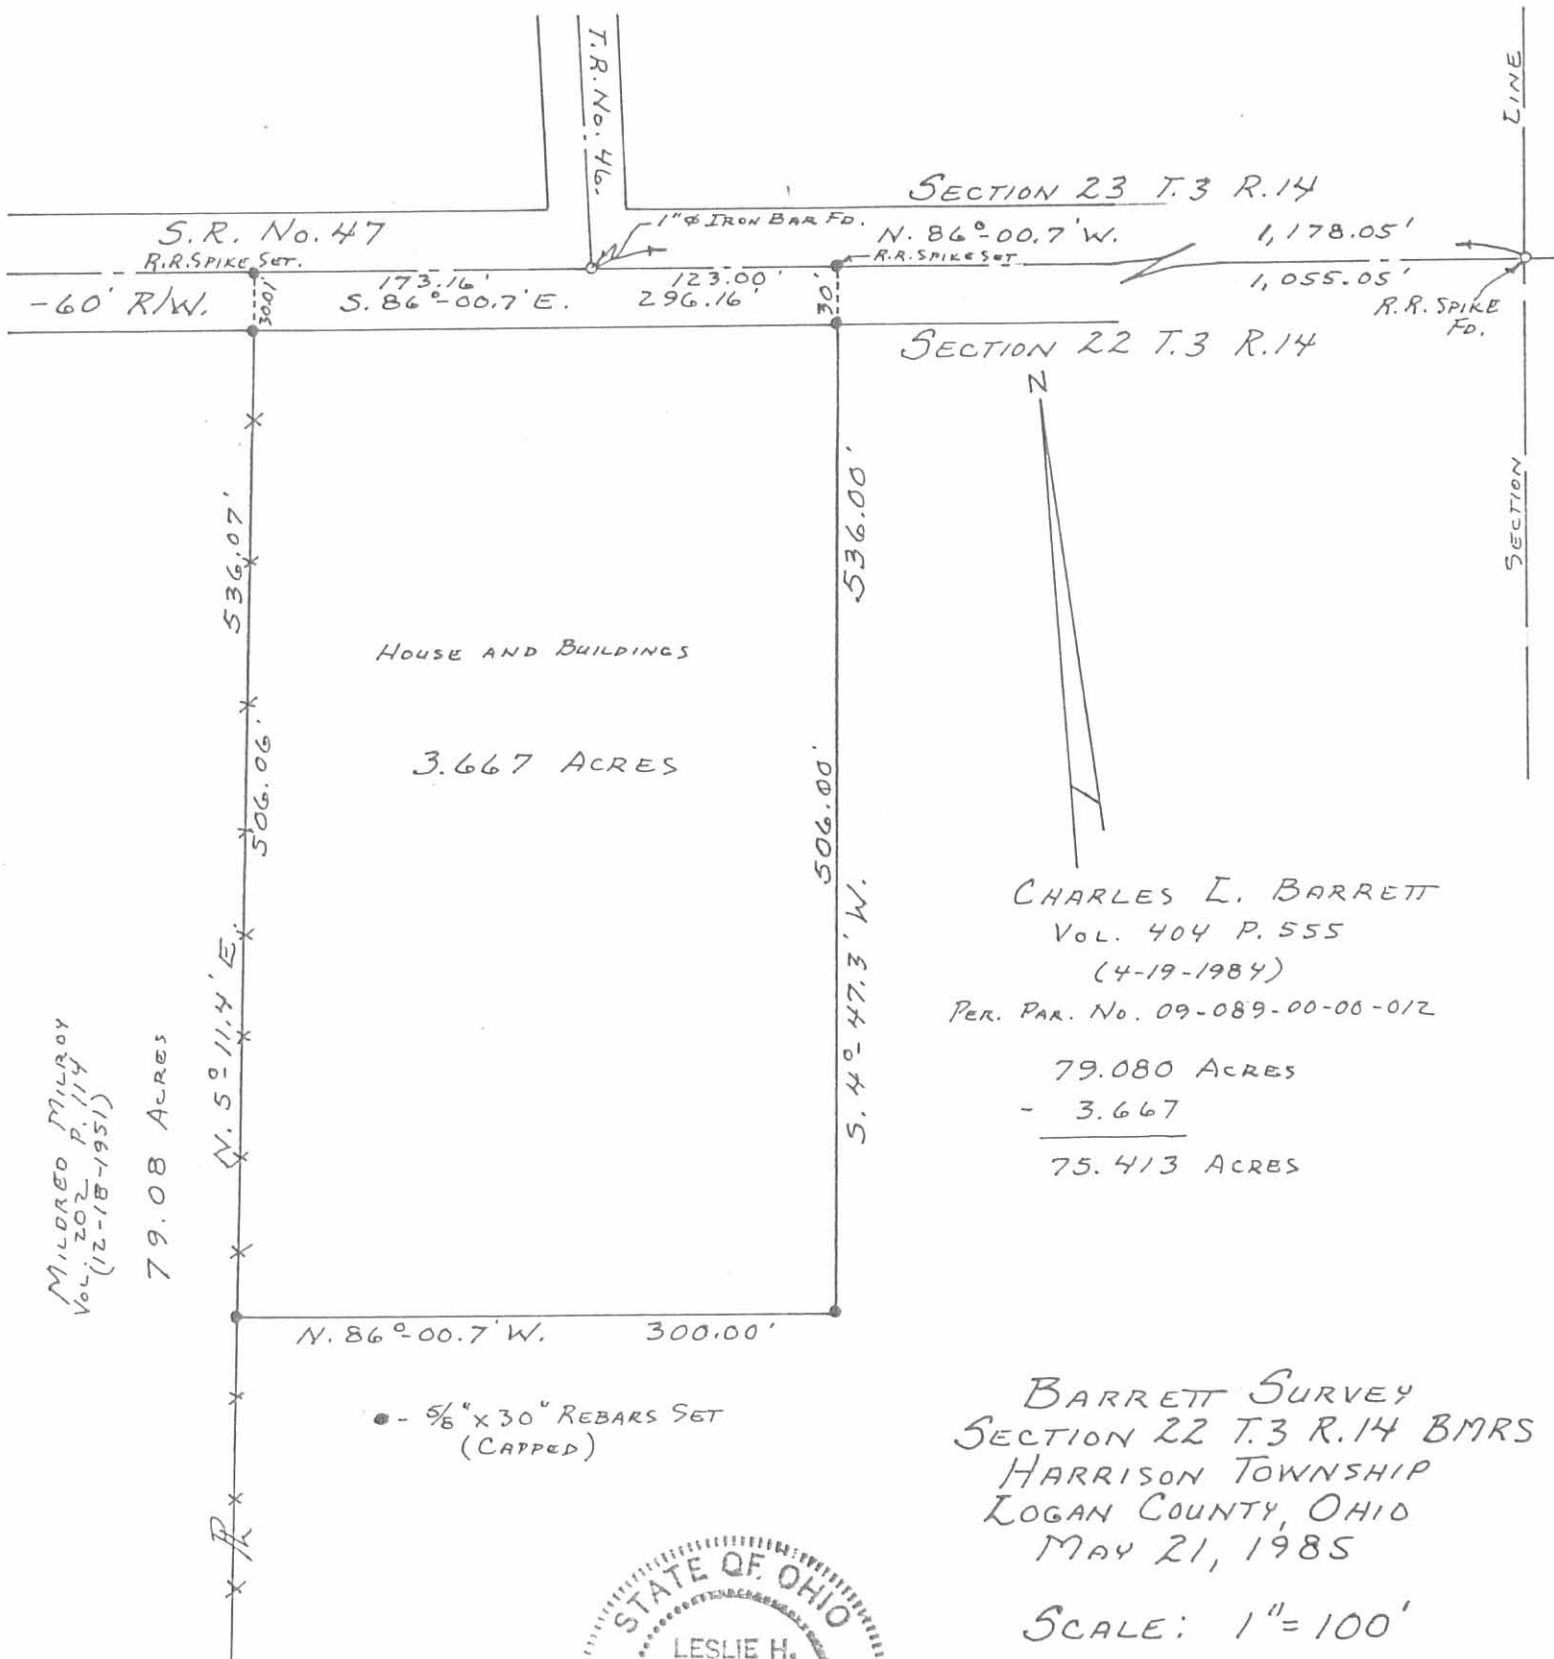 T.R. No. 46.
LINE
SECTION 23 T.3 R.14
S.R. No. 47
1"ø IRON BAR FD.
N. 86°-00.7' W.
1,178.05'
R.R. SPIKE SET.
R.R. SPIKE SET
173.16'
123.00'
1,055.05'
-60' R/W.
30.01'
S. 86°-00.7' E.
296.16'
30'
R.R. SPIKE
FD.
SECTION 22 T.3 R.14
N
SECTION
536.07'
536.00'
HOUSE AND BUILDINGS
3.667 ACRES
506.06'
506.00'
N. 5°-11.4' E.
S. 4°-47.3' W.
CHARLES L. BARRETT
VOL. 404 P. 555
(4-19-1984)
PER. PAR. NO. 09-089-00-00-012
79.080 ACRES
- 3.667
75.413 ACRES
MILDRED MILROY
VOL. 202 P. 114
(12-18-1951)
79.08 ACRES
N. 86°-00.7' W.
300.00'
- 5/8" x 30" REBARS SET
(CAPPED)
PL
BARRETT SURVEY
SECTION 22 T.3 R.14 BMRS
HARRISON TOWNSHIP
LOGAN COUNTY, OHIO
MAY 21, 1985
SCALE: 1"=100'
STATE OF OHIO
LESLIE H.